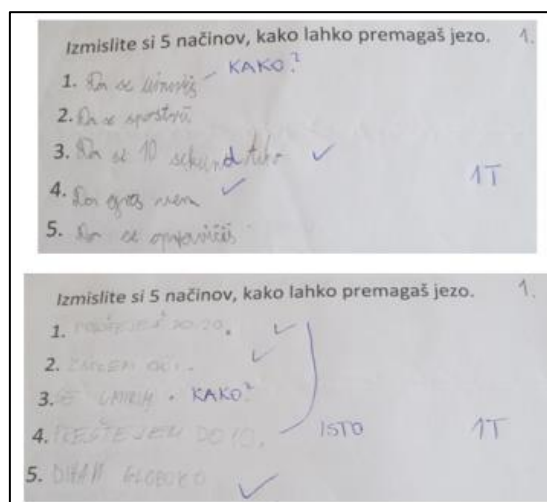 Izmislite si 5 načinov, kako lahko premagaš jezo. 1.
1. Da se umiriš - KAKO?
2. Da se sprostiš
3. Da se 10 sekund tiho ✓
4. Da greš ven ✓
1T
5. Da se opravičiš
Izmislite si 5 načinov, kako lahko premagaš jezo. 1.
1. DO 20. ✓
2. ✓
3. SE UMIRIM. KAKO?
4. PREŠTEJEM DO 10. ISTO 1T
5. DIHAM GLOBOKO ✓